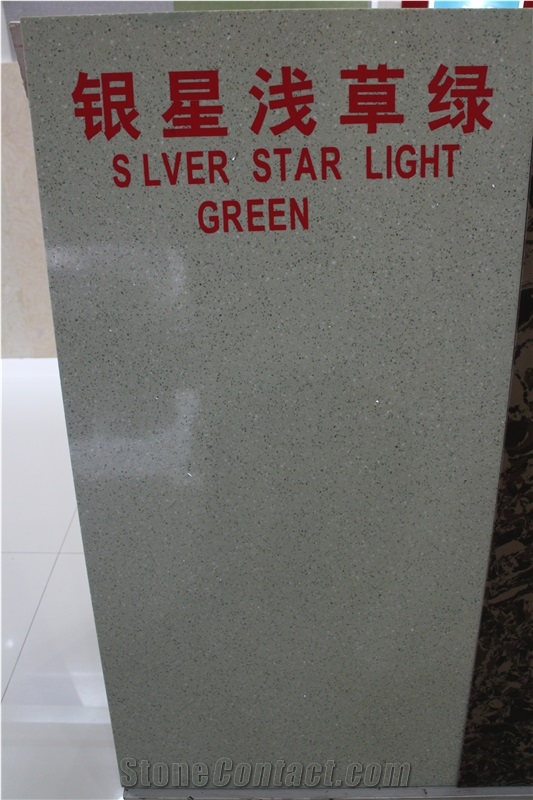 银星浅草绿
S LVER STAR LIGHT
GREEN
StoneContact.com